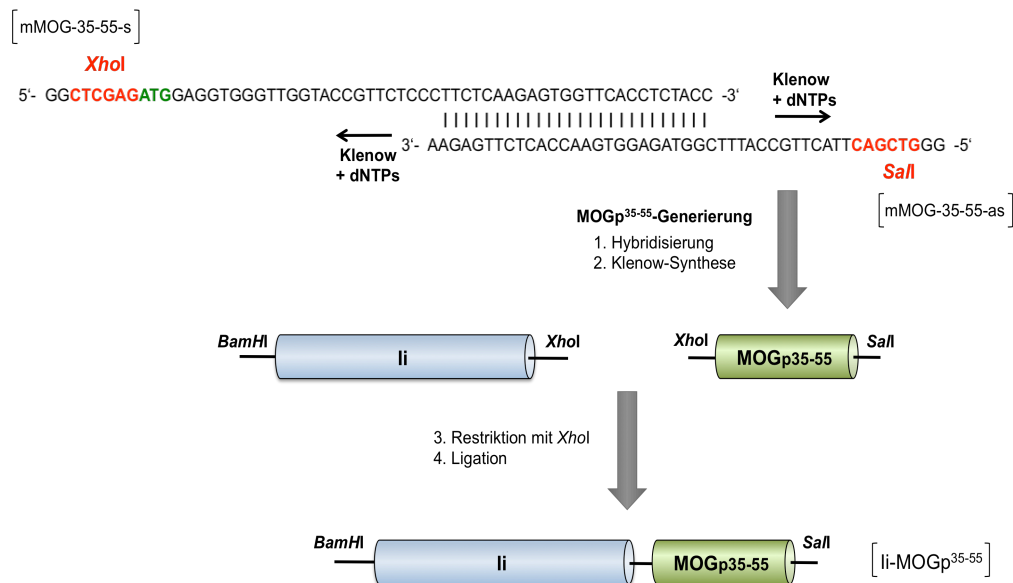 [mMOG-35-55-s]
XhoI
5‘- GGCTCGAGATGGAGGTGGGTTGGTACCGTTCTCCCTTCTCAAGAGTGGTTCACCTCTACC -3‘
Klenow
+ dNTPs
3‘- AAGAGTTCTCACCAAGTGGAGATGGCTTTACCGTTCATTCAGCTGGG -5‘
Klenow
+ dNTPs
SalI
[mMOG-35-55-as]
MOGp35-55-Generierung
1. Hybridisierung
2. Klenow-Synthese
BamHI
Ii
XhoI
XhoI
MOGp35-55
SalI
3. Restriktion mit XhoI
4. Ligation
BamHI
Ii
MOGp35-55
SalI
[Ii-MOGp35-55]